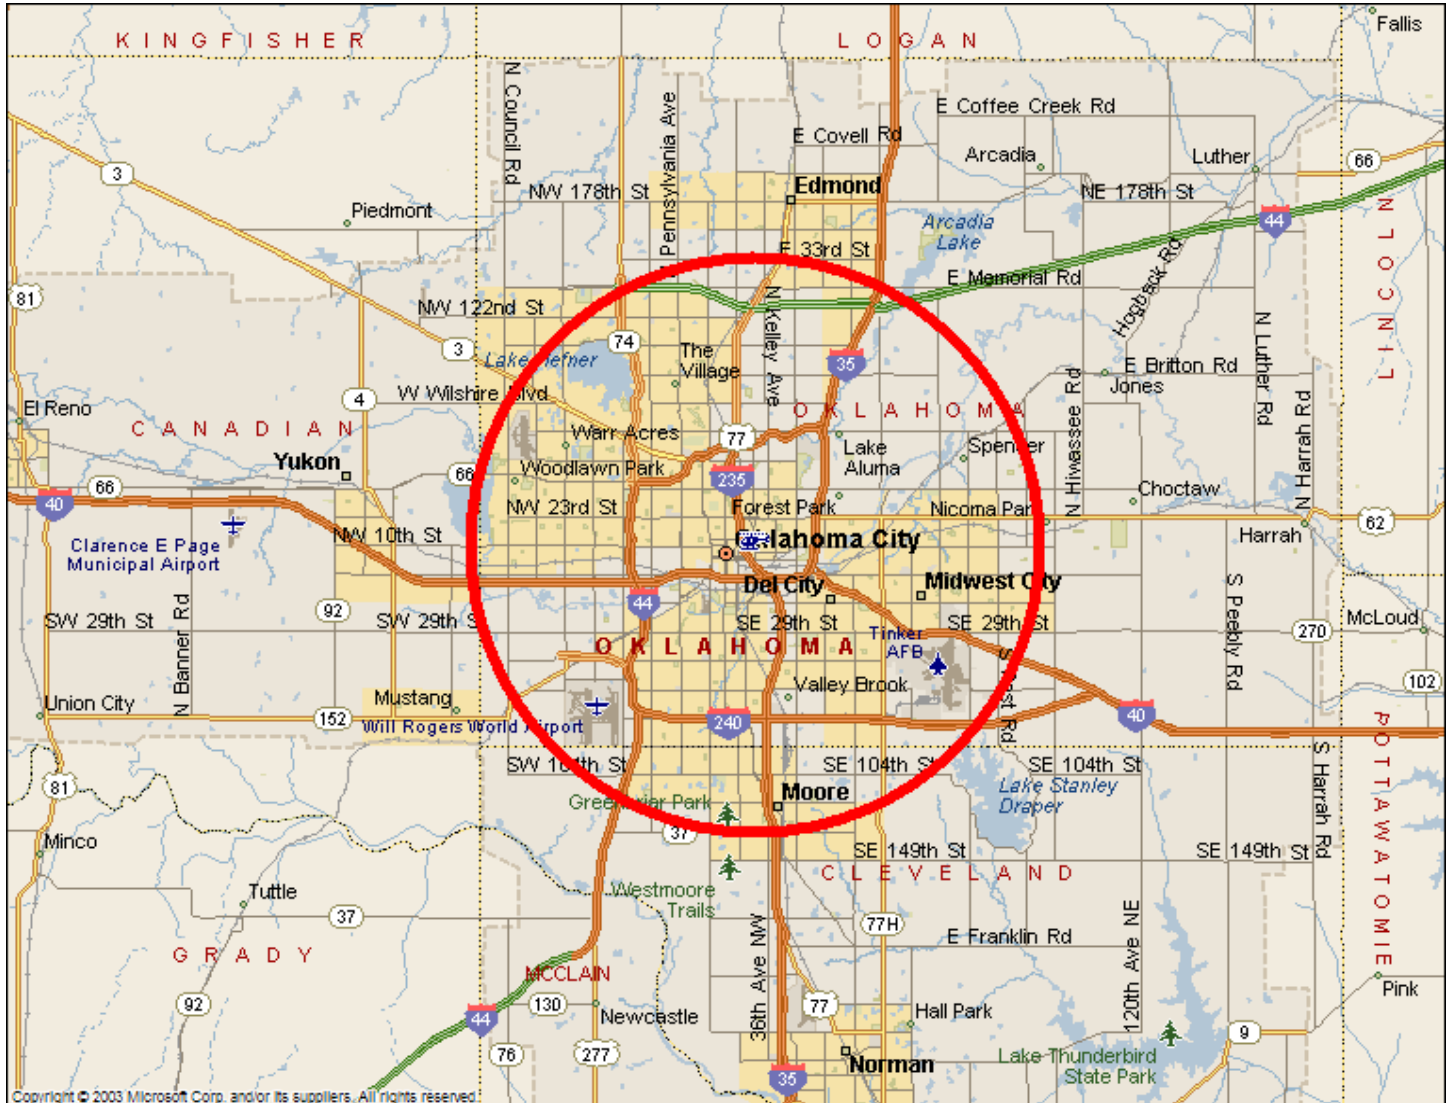 KINGFISHER
LOGAN
Fallis
N Council Rd
N Pennsylvania Ave
E Coffee Creek Rd
E Covell Rd
Arcadia
Luther
66
3
NW 178th St
Edmond
NE 178th St
Piedmont
Arcadia
Lake
44
LINCOLN
E 33rd St
E Memorial Rd
Hogback Rd
81
NW 122nd St
N Kelley Ave
N Luther Rd
74
3
Lake Hefner
The
Village
35
E Britton Rd
Jones
4
W Wilshire Blvd
N Hiwassee Rd
N Harrah Rd
El Reno
CANADIAN
OKLAHOMA
Warr Acres
77
Lake
Aluma
Spencer
Yukon
66
Woodlawn Park
235
66
40
Choctaw
NW 23rd St
Forest Park
Nicoma Park
62
NW 10th St
Harrah
Clarence E Page
Municipal Airport
Oklahoma City
Del City
Midwest City
44
92
S Peebly Rd
N Banner Rd
SW 29th St
SW 29th St
SE 29th St
SE 29th St
McLoud
270
OKLAHOMA
Tinker
AFB
S Post Rd
Valley Brook
102
Union City
Mustang
152
Will Rogers World Airport
240
40
POTTAWATOMIE
SW 104th St
SE 104th St
SE 104th St
S Harrah Rd
81
Lake Stanley
Draper
Moore
Greenbriar Park
37
Minco
SE 149th St
SE 149th St
CLEVELAND
Tuttle
Westmoore
Trails
37
77H
36th Ave NW
E Franklin Rd
120th Ave NE
GRADY
MCCLAIN
Pink
92
130
77
Newcastle
Hall Park
44
9
76
277
Norman
Lake Thunderbird
State Park
35
Copyright © 2003 Microsoft Corp. and/or its suppliers. All rights reserved.